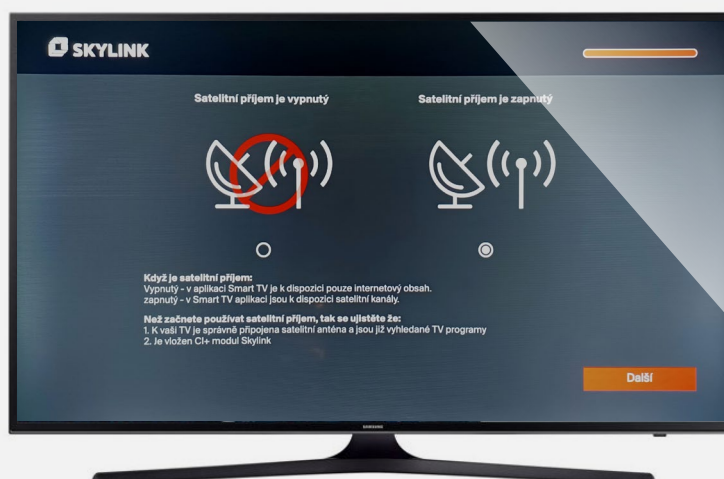 SKYLINK
Satelitní příjem je vypnutý
Satelitní příjem je zapnutý
Když je satelitní příjem:
Vypnutý - v aplikaci Smart TV je k dispozici pouze internetový obsah.
zapnutý - v Smart TV aplikaci jsou k dispozici satelitní kanály.
Než začnete používat satelitní příjem, tak se ujistěte že:
1. K vaší TV je správně připojena satelitní anténa a jsou již vyhledané TV programy
2. Je vložen CI+ modul Skylink
Další
SAMSUNG